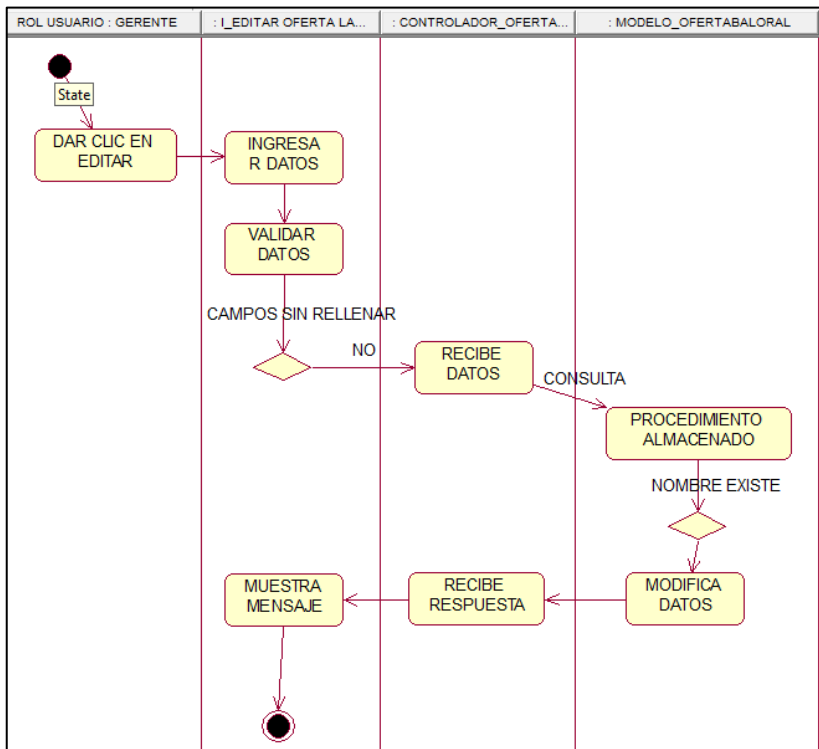 ROL USUARIO : GERENTE
: I_EDITAR OFERTA LA...
: CONTROLADOR_OFERTA...
: MODELO_OFERTABALORAL
State
DAR CLIC EN
EDITAR
INGRESA
R DATOS
VALIDAR
DATOS
CAMPOS SIN RELLENAR
NO
RECIBE
DATOS
CONSULTA
PROCEDIMIENTO
ALMACENADO
NOMBRE EXISTE
MUESTRA
MENSAJE
RECIBE
RESPUESTA
MODIFICA
DATOS